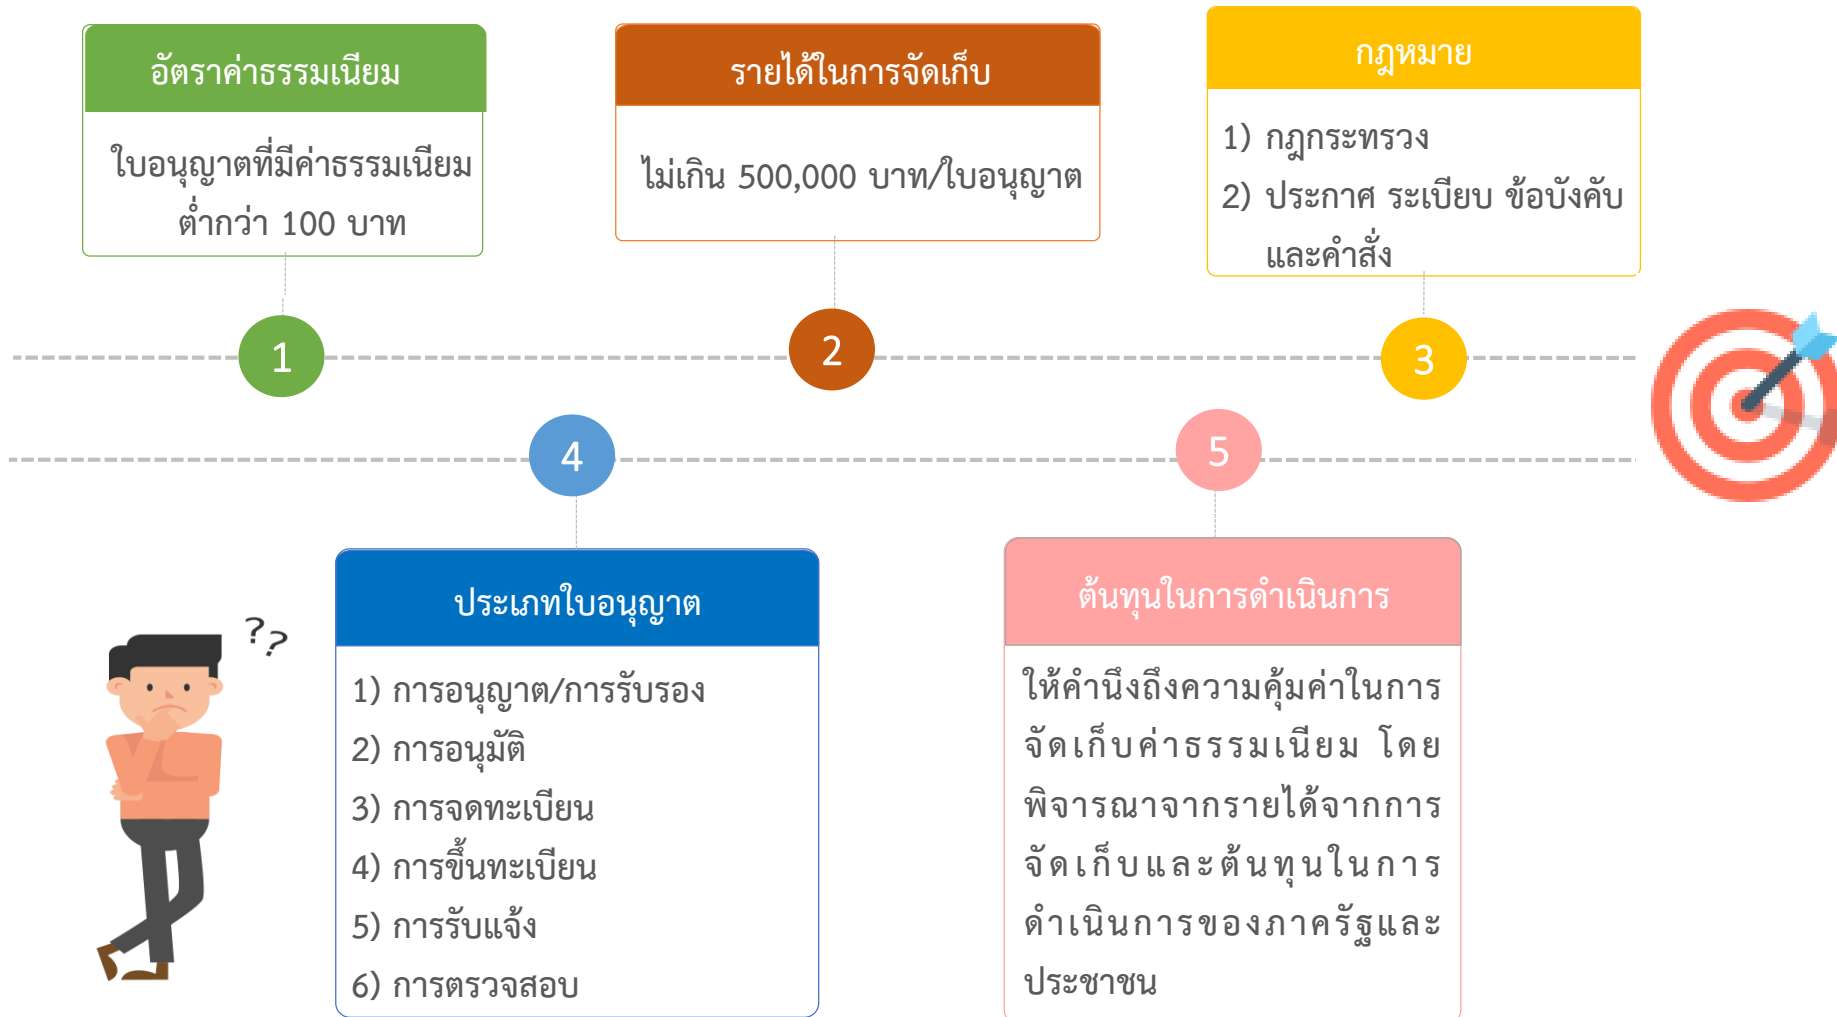 อัตราค่าธรรมเนียม
ใบอนุญาตที่มีค่าธรรมเนียม
ต่ำกว่า 100 บาท
1
รายได้ในการจัดเก็บ
ไม่เกิน 500,000 บาท/ใบอนุญาต
2
กฎหมาย
1) กฎกระทรวง
2) ประกาศ ระเบียบ ข้อบังคับ
และคำสั่ง
3
4
ประเภทใบอนุญาต
1) การอนุญาต/การรับรอง
2) การอนุมัติ
3) การจดทะเบียน
4) การขึ้นทะเบียน
5) การรับแจ้ง
6) การตรวจสอบ
5
ต้นทุนในการดำเนินการ
ให้คำนึงถึงความคุ้มค่าในการ
จัดเก็บค่าธรรมเนียม โดย
พิจารณาจากรายได้จากการ
จัดเก็บและต้นทุนในการ
ดำเนินการของภาครัฐและ
ประชาชน
??